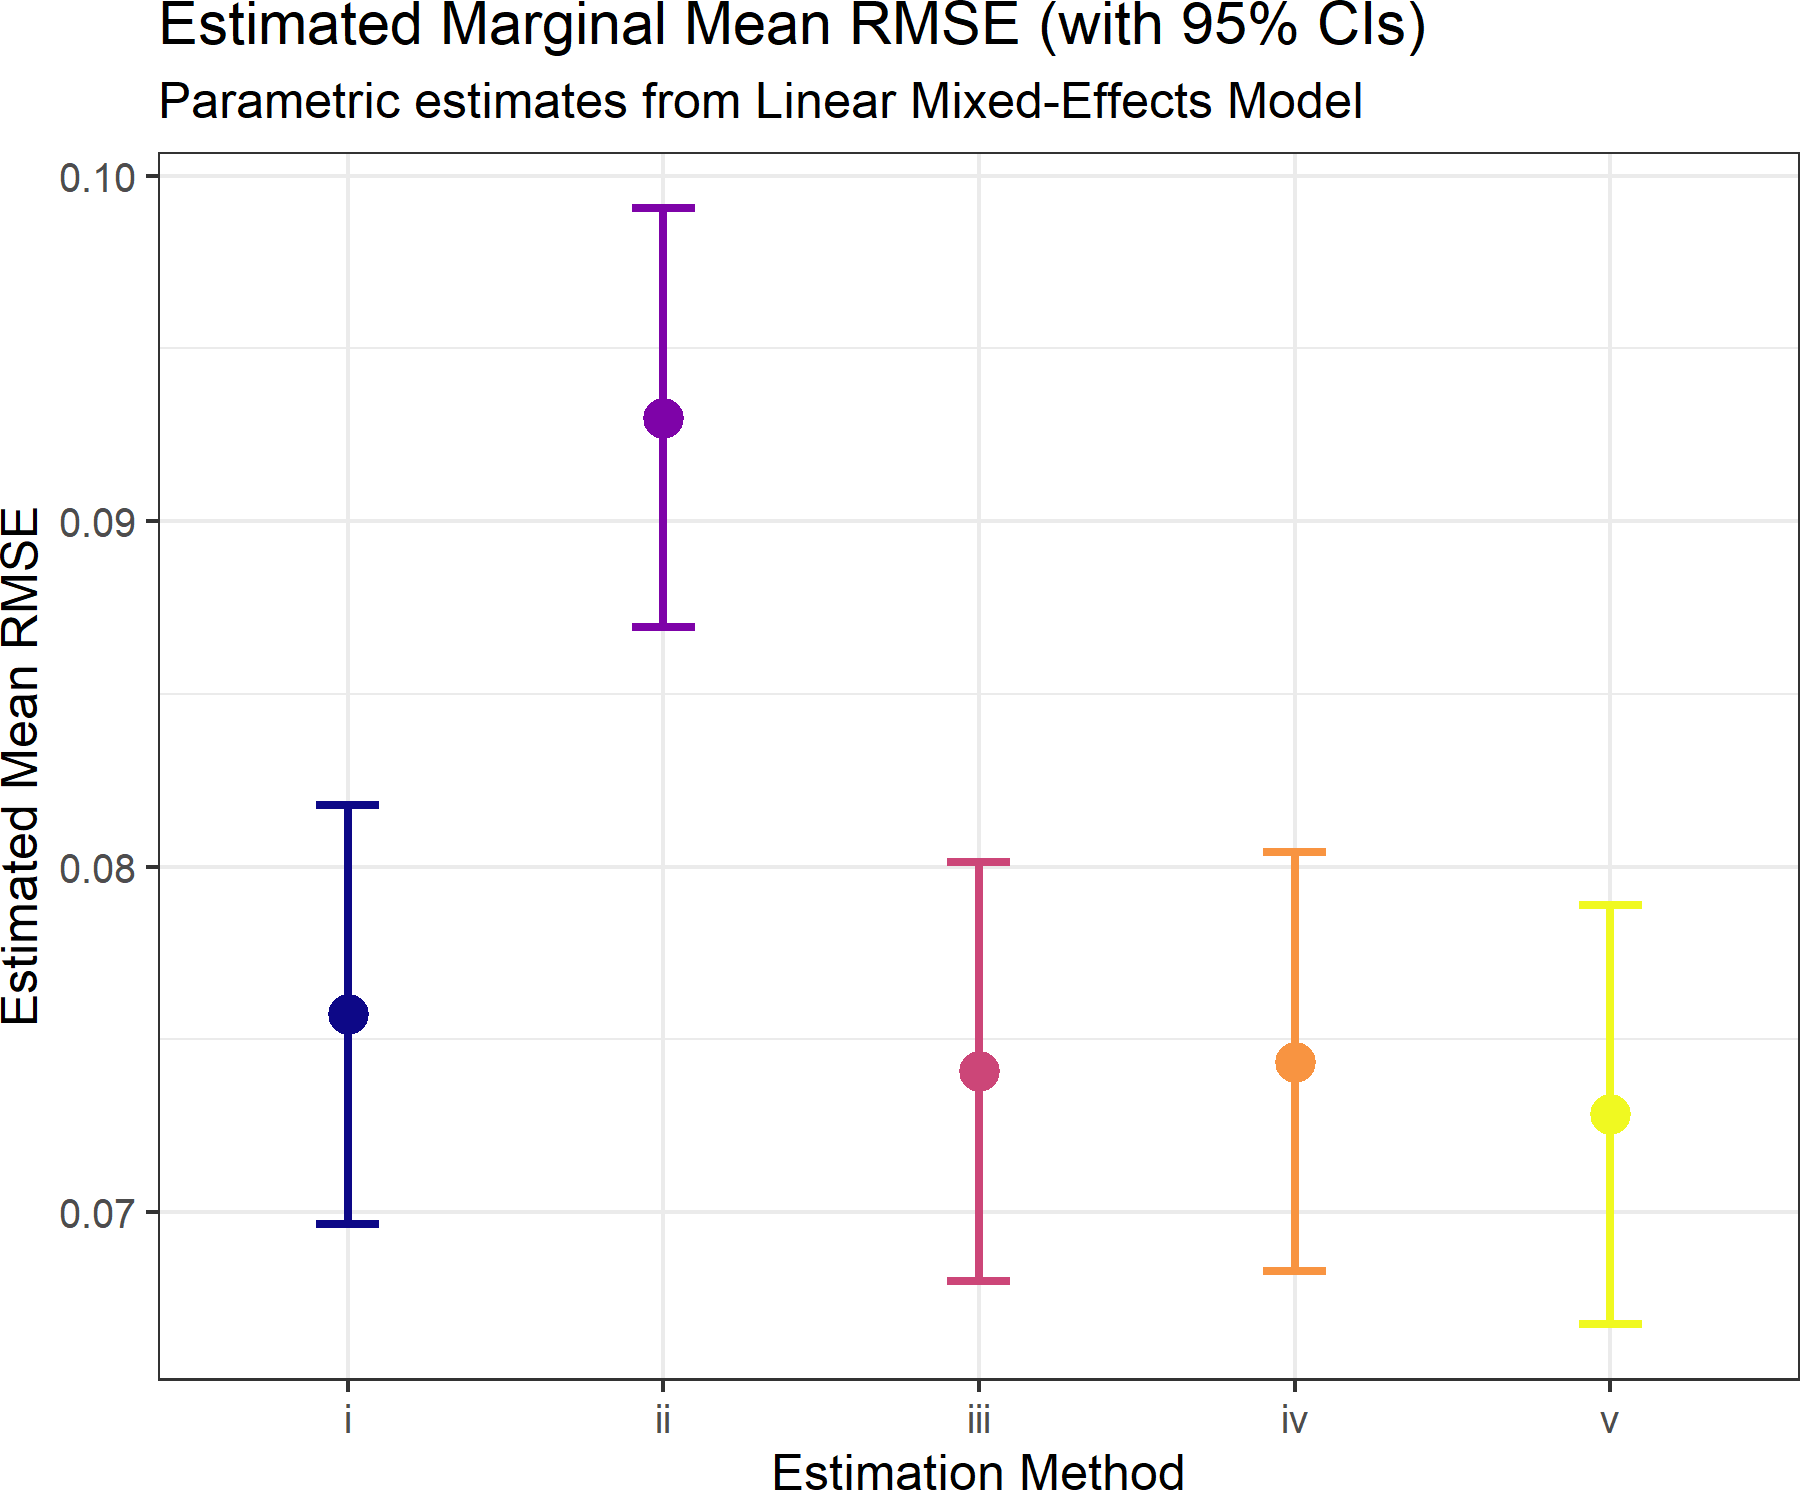 Estimated Marginal Mean RMSE (with 95% CIs)
Parametric estimates from Linear Mixed-Effects Model
Estimated Mean RMSE
0.10
0.09
0.08
0.07
i
ii
iii
iv
v
Estimation Method